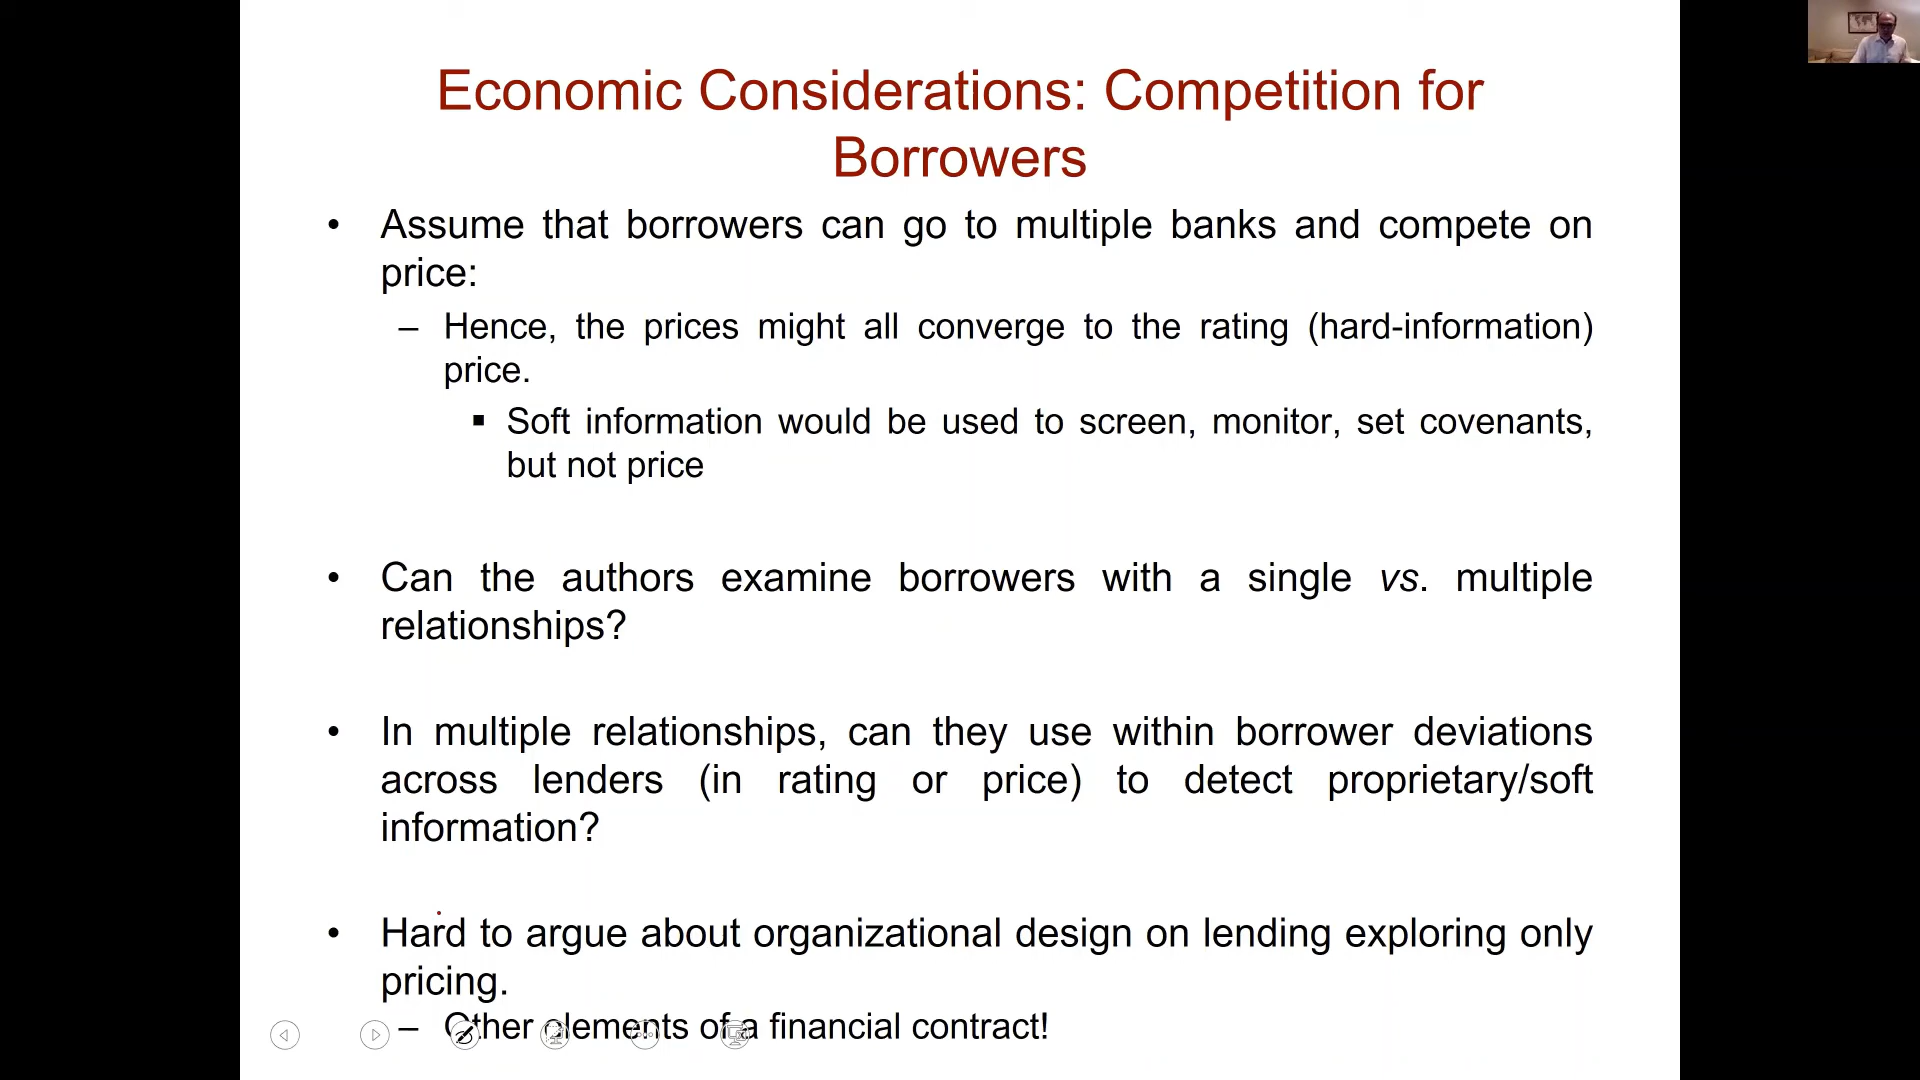 Economic Considerations: Competition for
Borrowers
• Assume that borrowers can go to multiple banks and compete on
price:
– Hence, the prices might all converge to the rating (hard-information)
price.
▪ Soft information would be used to screen, monitor, set covenants,
but not price
• Can the authors examine borrowers with a single vs. multiple
relationships?
• In multiple relationships, can they use within borrower deviations
across lenders (in rating or price) to detect proprietary/soft
information?
• Hard to argue about organizational design on lending exploring only
pricing.
– Other elements of a financial contract!